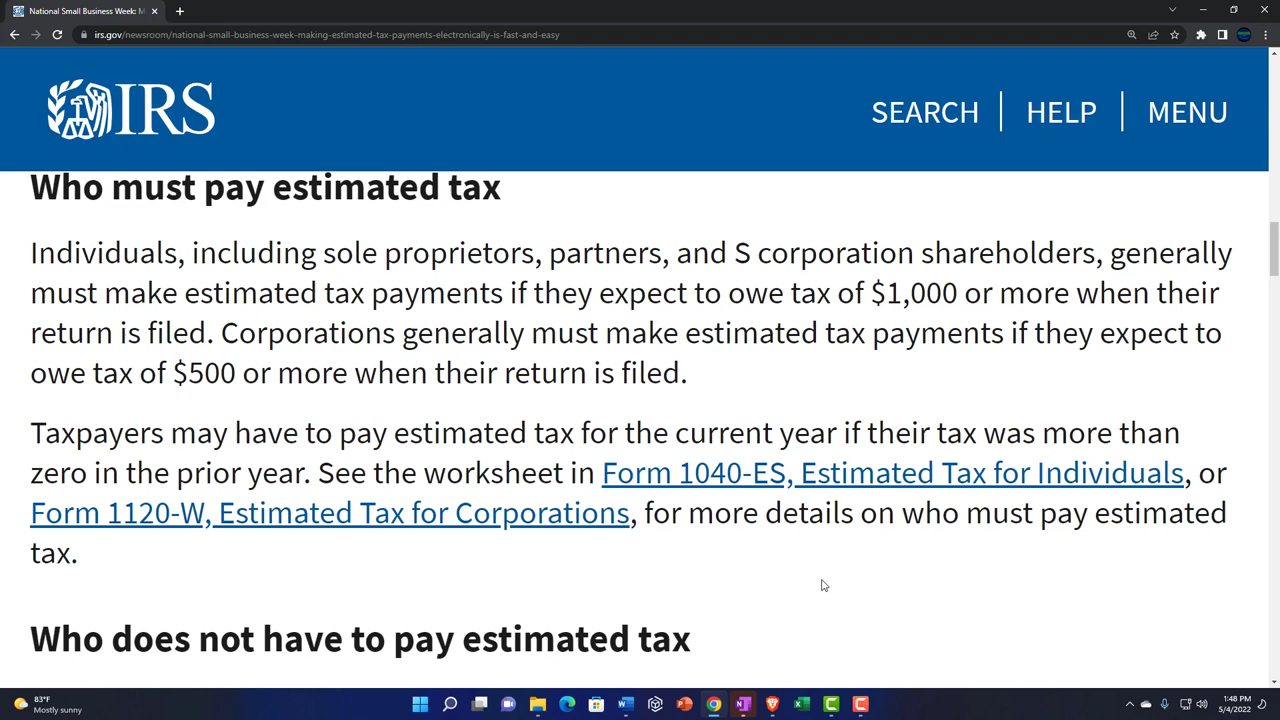 National Small Business Week: M
irs.gov/newsroom/national-small-business-week-making-estimated-tax-payments-electronically-is-fast-and-easy
IRS
SEARCH
HELP
MENU
Who must pay estimated tax
Individuals, including sole proprietors, partners, and S corporation shareholders, generally
must make estimated tax payments if they expect to owe tax of $1,000 or more when their
return is filed. Corporations generally must make estimated tax payments if they expect to
owe tax of $500 or more when their return is filed.
Taxpayers may have to pay estimated tax for the current year if their tax was more than
zero in the prior year. See the worksheet in Form 1040-ES, Estimated Tax for Individuals, or
Form 1120-W, Estimated Tax for Corporations, for more details on who must pay estimated
tax.
Who does not have to pay estimated tax
83°F
Mostly sunny
1:48 PM
5/4/2022